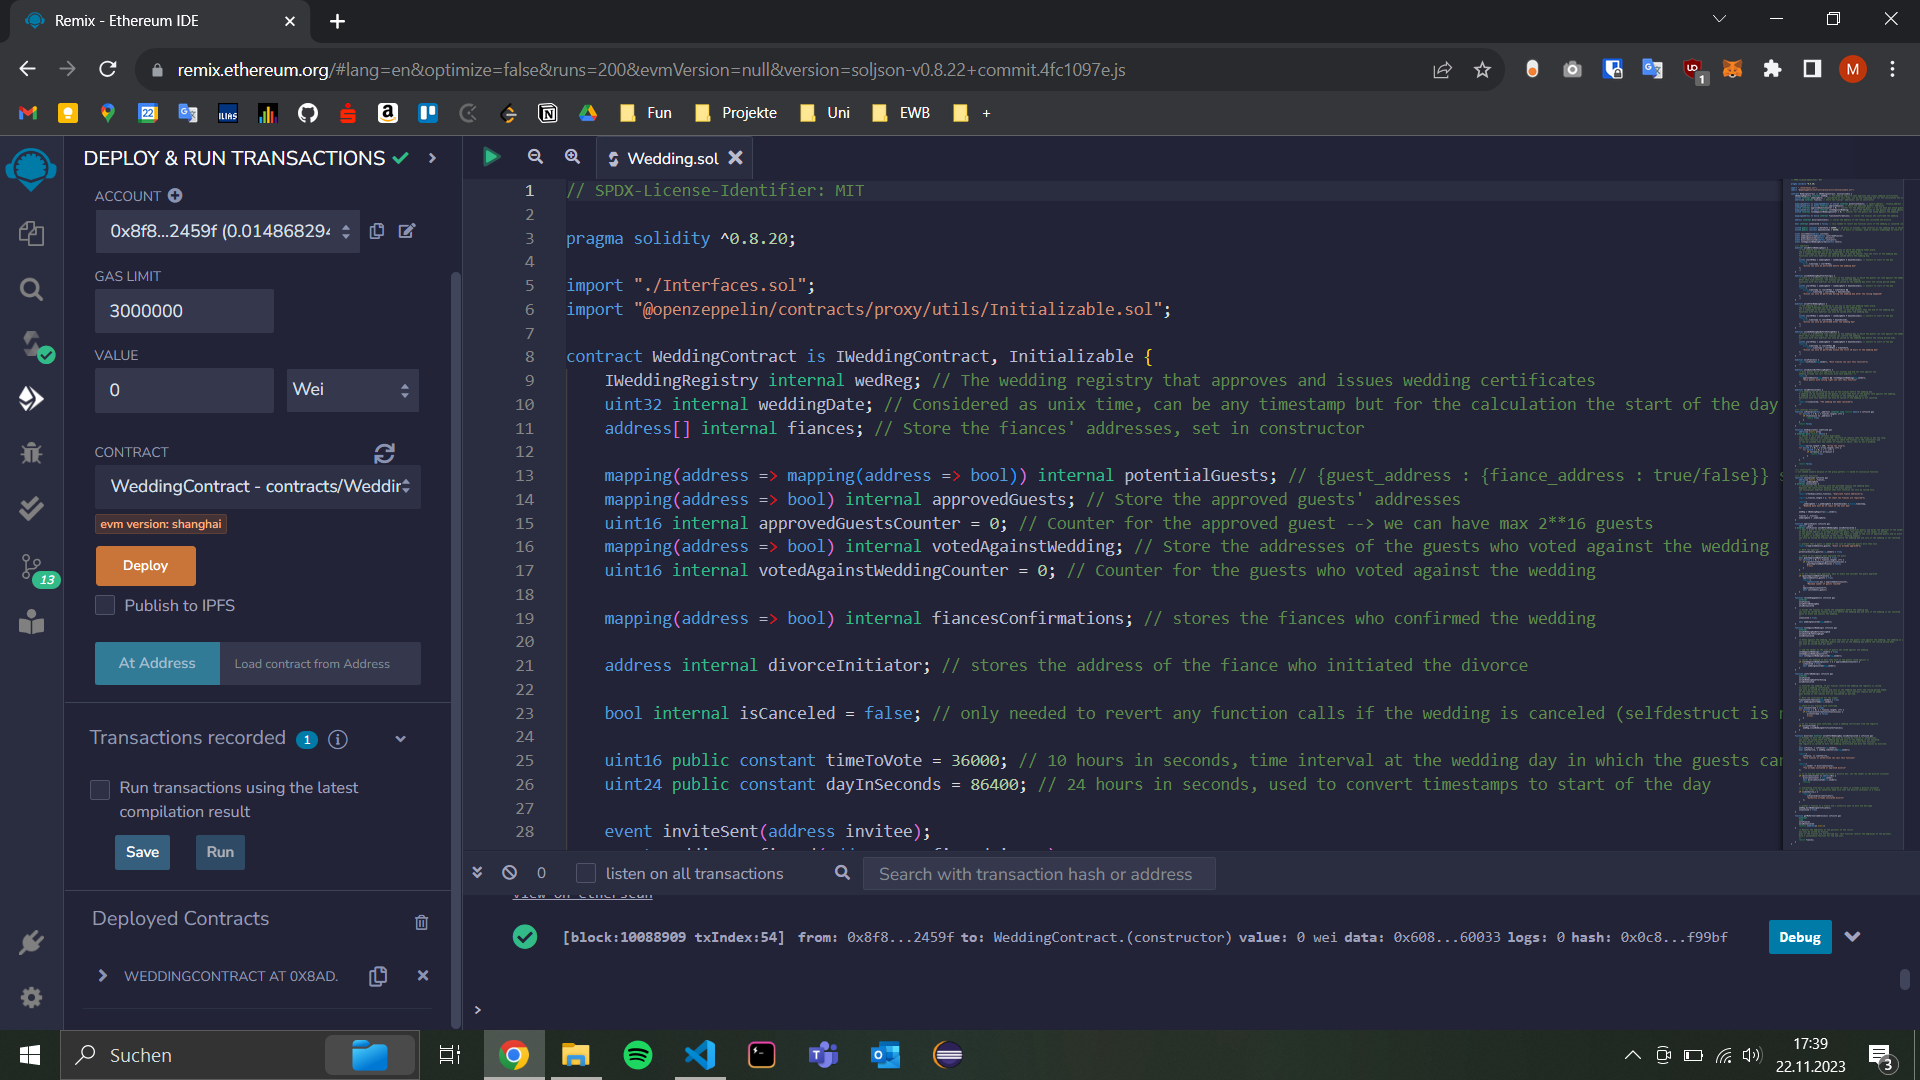 Remix - Ethereum IDE
remix.ethereum.org/#lang=en&optimize=false&runs=200&evmVersion=null&version=soljson-v0.8.22+commit.4fc1097e.js
1
M
22
ILIAS
Fun
Projekte
Uni
EWB
+
DEPLOY & RUN TRANSACTIONS
ACCOUNT
0x8f8...2459f (0.014868294
GAS LIMIT
3000000
VALUE
0
Wei
CONTRACT
WeddingContract - contracts/Weddin
evm version: shanghai
Deploy
Publish to IPFS
At Address
Load contract from Address
13
Transactions recorded 1
Run transactions using the latest
compilation result
Save
Run
Deployed Contracts
WEDDINGCONTRACT AT 0X8AD.
Wedding.sol
1 // SPDX-License-Identifier: MIT
2
3 pragma solidity ^0.8.20;
4
5 import "./Interfaces.sol";
6 import "@openzeppelin/contracts/proxy/utils/Initializable.sol";
7
8 contract WeddingContract is IWeddingContract, Initializable {
9 IWeddingRegistry internal wedReg; // The wedding registry that approves and issues wedding certificates
10 uint32 internal weddingDate; // Considered as unix time, can be any timestamp but for the calculation the start of the day
11 address[] internal fiances; // Store the fiances' addresses, set in constructor
12
13 mapping(address => mapping(address => bool)) internal potentialGuests; // {guest_address : {fiance_address : true/false}} s
14 mapping(address => bool) internal approvedGuests; // Store the approved guests' addresses
15 uint16 internal approvedGuestsCounter = 0; // Counter for the approved guest --> we can have max 2**16 guests
16 mapping(address => bool) internal votedAgainstWedding; // Store the addresses of the guests who voted against the wedding
17 uint16 internal votedAgainstWeddingCounter = 0; // Counter for the guests who voted against the wedding
18
19 mapping(address => bool) internal fiancesConfirmations; // stores the fiances who confirmed the wedding
20
21 address internal divorceInitiator; // stores the address of the fiance who initiated the divorce
22
23 bool internal isCanceled = false; // only needed to revert any function calls if the wedding is canceled (selfdestruct is
24
25 uint16 public constant timeToVote = 36000; // 10 hours in seconds, time interval at the wedding day in which the guests can
26 uint24 public constant dayInSeconds = 86400; // 24 hours in seconds, used to convert timestamps to start of the day
27
28 event inviteSent(address invitee);
0
listen on all transactions
Search with transaction hash or address
view on etherscan
[block:10088909 txIndex:54] from: 0x8f8...2459f to: WeddingContract.(constructor) value: 0 wei data: 0x608...60033 logs: 0 hash: 0x0c8...f99bf
Debug
>
Suchen
17:39
22.11.2023
3